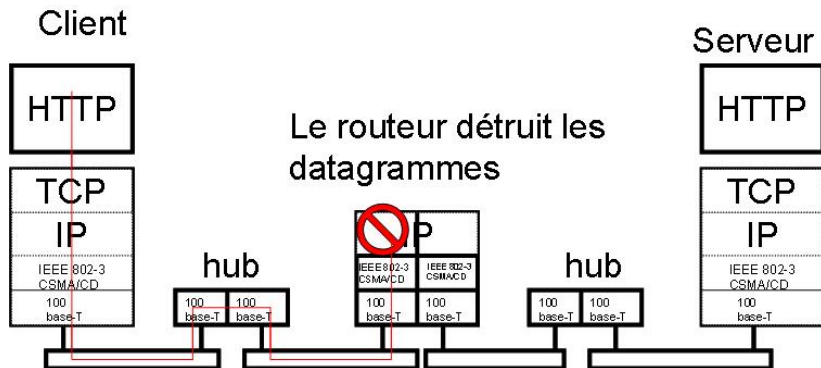 Client
Serveur
HTTP
HTTP
Le routeur détruit les
datagrammes
TCP
IP
IEEE 802-3
CSMA/CD
100
base-T
hub
100
base-T
100
base-T
IP
IEEE 802-3
CSMA/CD
IEEE 802-3
CSMA/CD
100
base-T
100
base-T
hub
100
base-T
100
base-T
TCP
IP
IEEE 802-3
CSMA/CD
100
base-T